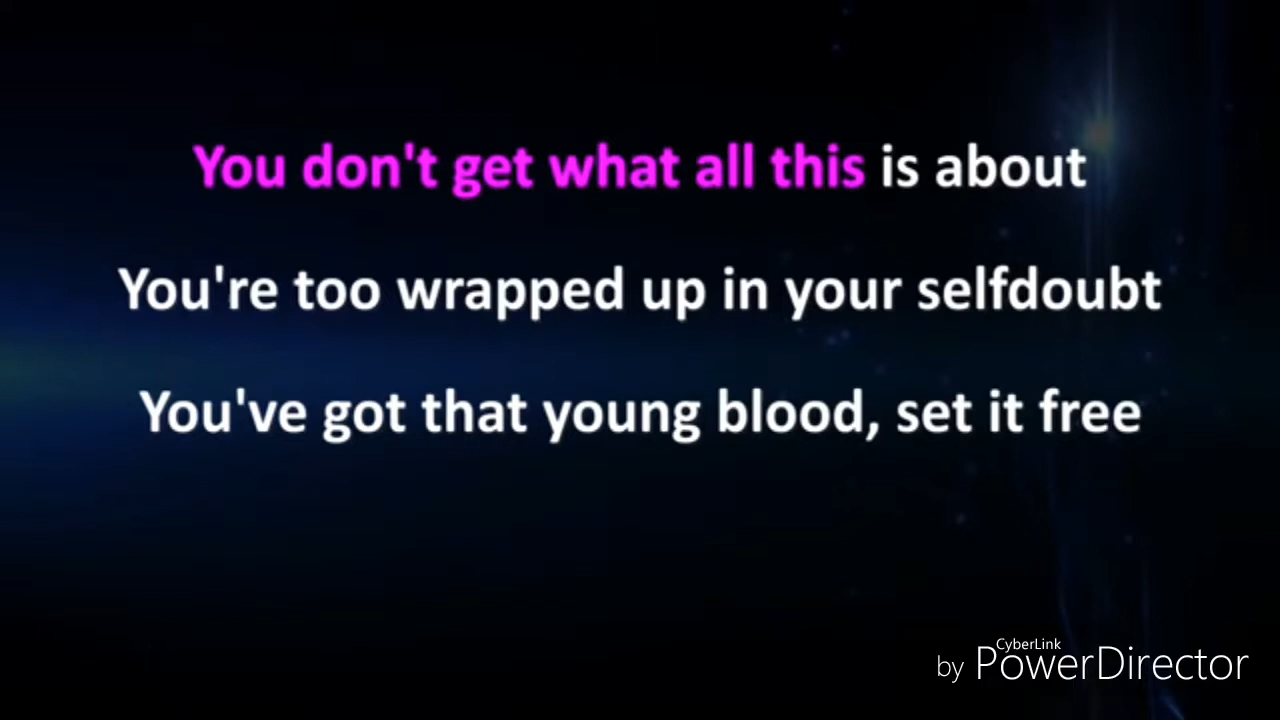 You don't get what all this is about
You're too wrapped up in your selfdoubt
You've got that young blood, set it free
CyberLink
by PowerDirector